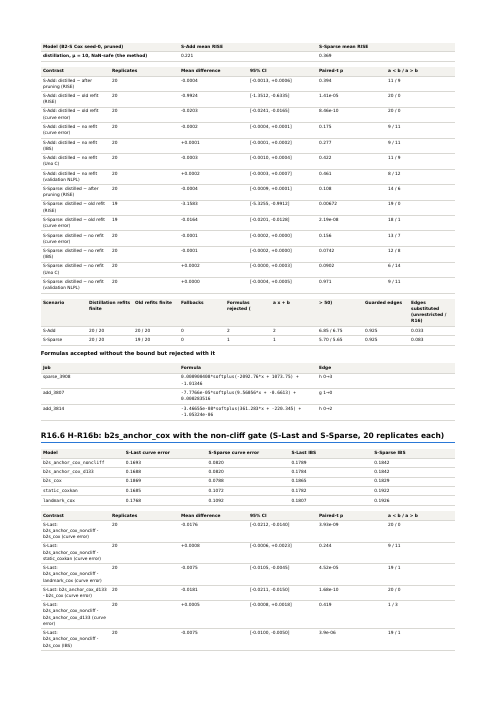 Model (B2-S Cox seed-0, pruned) S-Add mean RISE S-Sparse mean RISE
distillation, μ = 10, NaN-safe (the method) 0.221 0.369
Contrast Replicates Mean difference 95% CI Paired-t p a < b / a > b
S-Add: distilled − after pruning (RISE) 20 -0.0004 [-0.0013, +0.0006] 0.394 11 / 9
S-Add: distilled − old refit (RISE) 20 -0.9924 [-1.3512, -0.6335] 1.41e-05 20 / 0
S-Add: distilled − old refit (curve error) 20 -0.0203 [-0.0241, -0.0165] 8.46e-10 20 / 0
S-Add: distilled − no refit (curve error) 20 -0.0002 [-0.0004, +0.0001] 0.175 9 / 11
S-Add: distilled − no refit (IBS) 20 +0.0001 [-0.0001, +0.0002] 0.277 9 / 11
S-Add: distilled − no refit (Uno C) 20 -0.0003 [-0.0010, +0.0004] 0.422 11 / 9
S-Add: distilled − no refit (validation NLPL) 20 +0.0002 [-0.0003, +0.0007] 0.461 8 / 12
S-Sparse: distilled − after pruning (RISE) 20 -0.0004 [-0.0009, +0.0001] 0.108 14 / 6
S-Sparse: distilled − old refit (RISE) 19 -3.1584 [-5.3255, -0.9912] 0.00672 19 / 0
S-Sparse: distilled − old refit (curve error) 19 -0.0164 [-0.0201, -0.0128] 2.19e-08 18 / 1
S-Sparse: distilled − no refit (curve error) 20 -0.0001 [-0.0002, +0.0000] 0.156 13 / 7
S-Sparse: distilled − no refit (IBS) 20 -0.0001 [-0.0002, +0.0000] 0.0742 12 / 8
S-Sparse: distilled − no refit (Uno C) 20 +0.0002 [-0.0000, +0.0003] 0.0902 6 / 14
S-Sparse: distilled − no refit (validation NLPL) 20 +0.0000 [-0.0004, +0.0005] 0.971 9 / 11
Scenario Distillation refits finite Old refits finite Fallbacks Formulas rejected ( a x + b > 50) Guarded edges Edges substituted (unrestricted / R16)
S-Add 20 / 20 20 / 20 0 2 2 6.85 / 6.75 0.925 0.033
S-Sparse 20 / 20 19 / 20 0 1 1 5.70 / 5.65 0.925 0.083
Formulas accepted without the bound but rejected with it
Job Formula Edge
add_3807 g 1→0
add_3814 h 0→2
R16.6 H-R16b: b2s_anchor_cox with the non-cliff gate (S-Last and S-Sparse, 20 replicates each)
Model S-Last curve error S-Sparse curve error S-Last IBS S-Sparse IBS
b2s_anchor_cox_noncliff 0.1693 0.0820 0.1789 0.1842
b2s_anchor_cox_d133 0.1688 0.0820 0.1784 0.1842
b2s_cox 0.1869 0.0788 0.1865 0.1829
static_coxkan 0.1685 0.1072 0.1782 0.1922
landmark_cox 0.1768 0.1092 0.1807 0.1926
Contrast Replicates Mean difference 95% CI Paired-t p a < b / a > b
S-Last: b2s_anchor_cox_noncliff - b2s_cox (curve error) 20 -0.0176 [-0.0212, -0.0140] 3.93e-09 20 / 0
S-Last: b2s_anchor_cox_noncliff - static_coxkan (curve error) 20 +0.0008 [-0.0006, +0.0023] 0.244 9 / 11
S-Last: b2s_anchor_cox_noncliff - landmark_cox (curve error) 20 -0.0075 [-0.0105, -0.0045] 4.52e-05 19 / 1
S-Last: b2s_anchor_cox_d133 - b2s_cox (curve error) 20 -0.0181 [-0.0211, -0.0150] 1.68e-10 20 / 0
S-Last: b2s_anchor_cox_noncliff - b2s_anchor_cox_d133 (curve error) 20 +0.0005 [-0.0008, +0.0018] 0.419 1 / 3
S-Last: b2s_anchor_cox_noncliff - b2s_cox (IBS) 20 -0.0075 [-0.0100, -0.0050] 3.9e-06 19 / 1